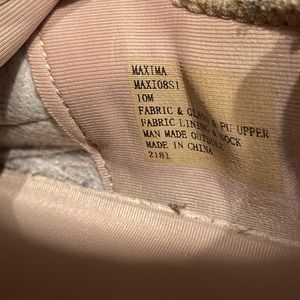 MAXIMA
MAXI08S1
10M
FABRIC & GLASS & PU UPPER
FABRIC LINING & SOCK
MAN MADE OUTSOLE
MADE IN CHINA
2181